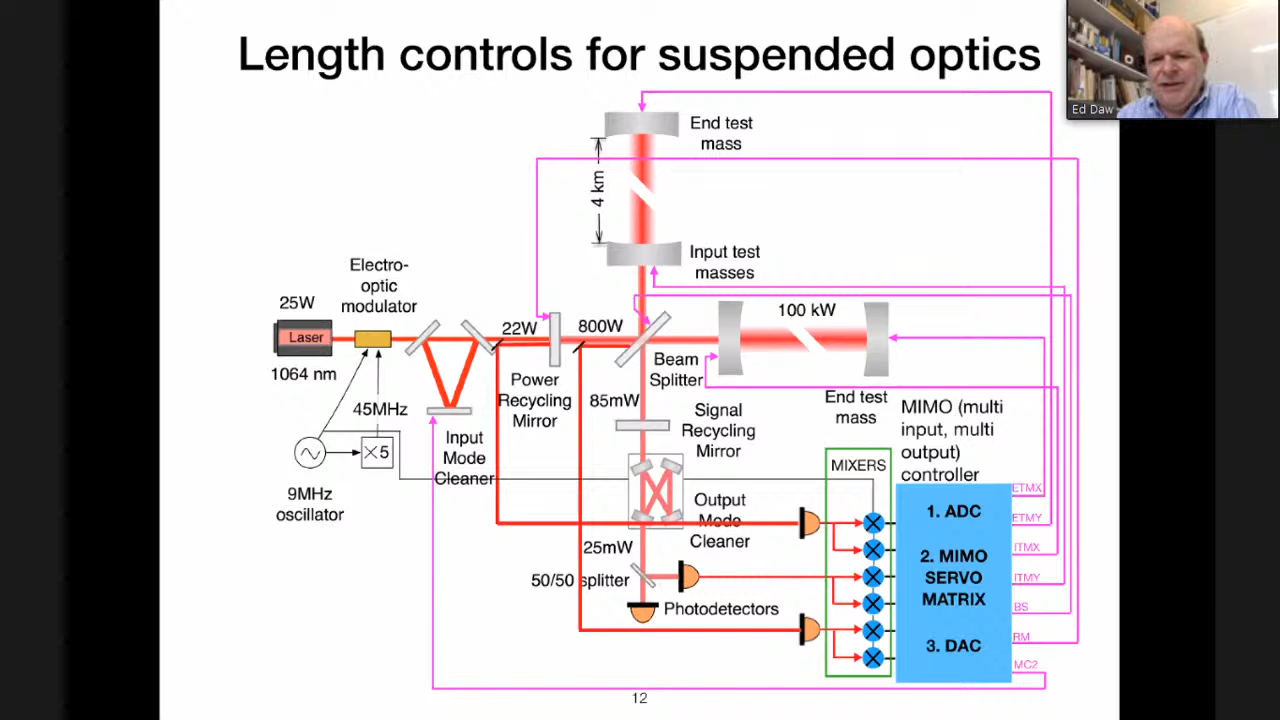 Length controls for suspended optics
Ed Daw
End test
mass
4 km
Input test
masses
Electro-
optic
modulator
25W
Laser
1064 nm
22W
800W
100 kW
Beam
Splitter
Power
Recycling
Mirror
45MHz
×5
9MHz
oscillator
Input
Mode
Cleaner
85mW
Signal
Recycling
Mirror
End test
mass
MIMO (multi
input, multi
output)
controller
MIXERS
Output
Mode
Cleaner
25mW
50/50 splitter
Photodetectors
1. ADC
2. MIMO
SERVO
MATRIX
3. DAC
ETMX
ETMY
ITMX
ITMY
BS
RM
MC2
12